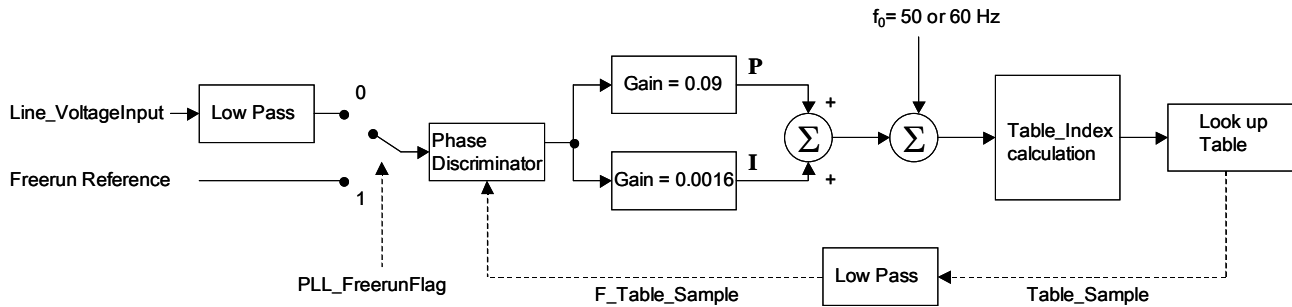 f₀= 50 or 60 Hz
P
Gain = 0.09
0
+
Line_VoltageInput
Low Pass
Phase
Discriminator
Σ
Σ
Table_Index
calculation
Look up
Table
Freerun Reference
1
Gain = 0.0016
I
+
PLL_FreerunFlag
F_Table_Sample
Low Pass
Table_Sample